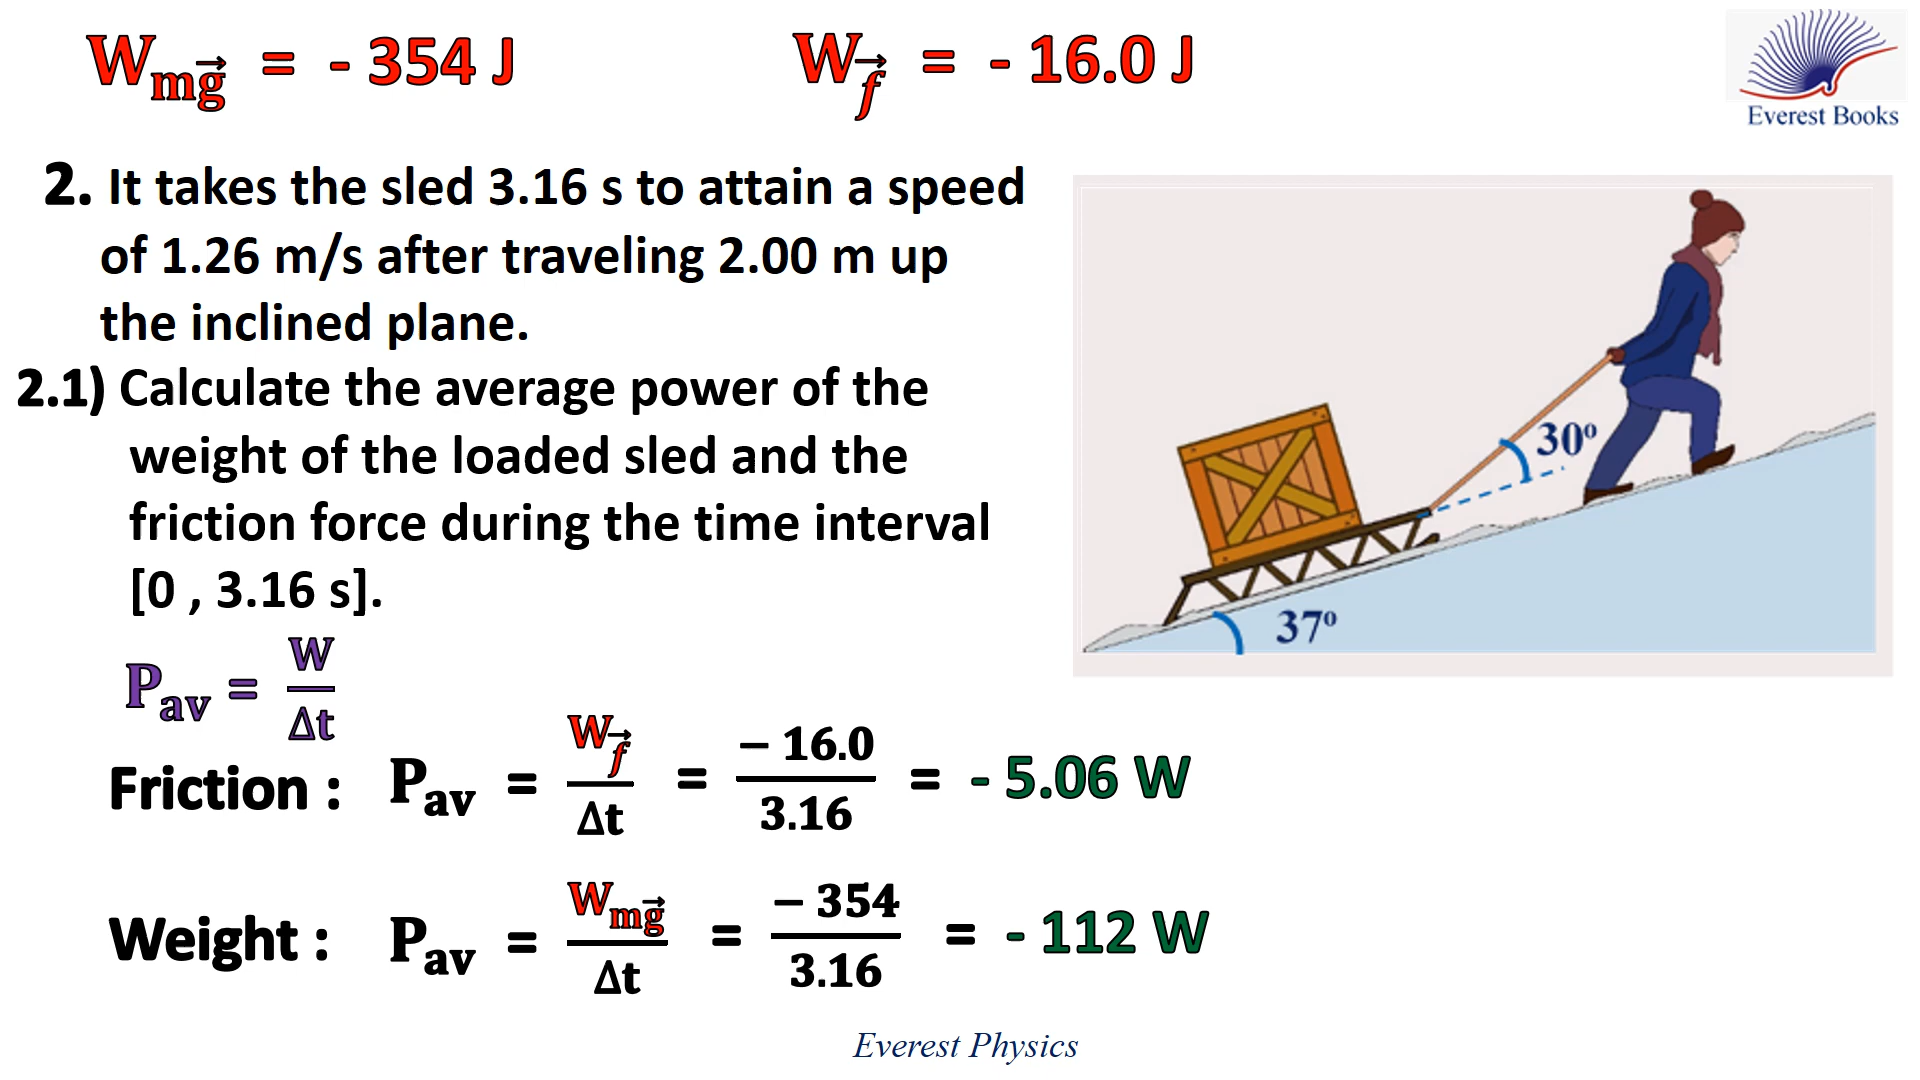 W_mg⃗ = - 354 J
W_f⃗ = - 16.0 J
Everest Books
2. It takes the sled 3.16 s to attain a speed
of 1.26 m/s after traveling 2.00 m up
the inclined plane.
2.1) Calculate the average power of the
weight of the loaded sled and the
friction force during the time interval
[0 , 3.16 s].
30º
37º
P_av = W/Δt
Friction : P_av = W_f⃗/Δt = − 16.0/3.16 = - 5.06 W
Weight : P_av = W_mg⃗/Δt = − 354/3.16 = - 112 W
Everest Physics